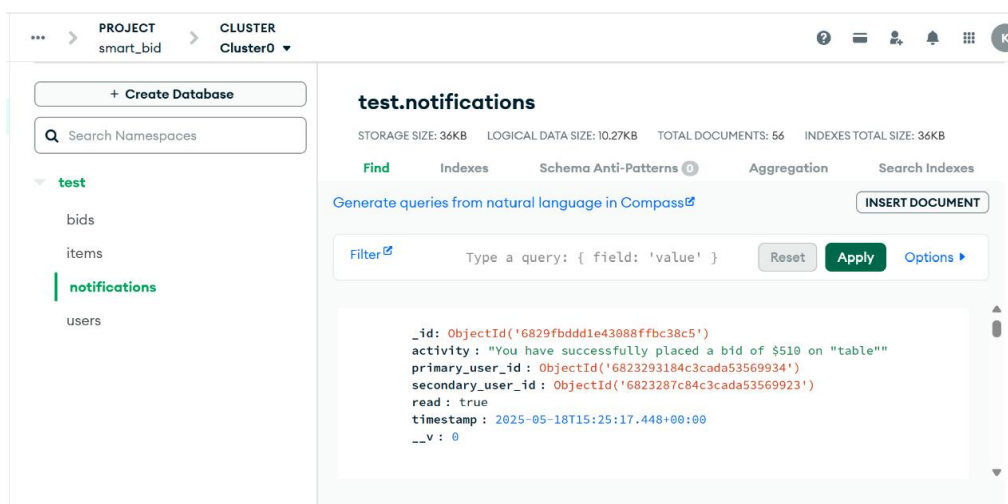 PROJECT
smart_bid
CLUSTER
Cluster0
K
+ Create Database
Search Namespaces
test
bids
items
notifications
users
test.notifications
STORAGE SIZE: 36KB LOGICAL DATA SIZE: 10.27KB TOTAL DOCUMENTS: 56 INDEXES TOTAL SIZE: 36KB
Find Indexes Schema Anti-Patterns 0 Aggregation Search Indexes
Generate queries from natural language in Compass
INSERT DOCUMENT
Filter Type a query: { field: 'value' } Reset Apply Options
_id: ObjectId('6829fbddd1e43088ffbc38c5')
activity : "You have successfully placed a bid of $510 on "table""
primary_user_id : ObjectId('6823293184c3cada53569934')
secondary_user_id : ObjectId('6823287c84c3cada53569923')
read : true
timestamp : 2025-05-18T15:25:17.448+00:00
__v : 0